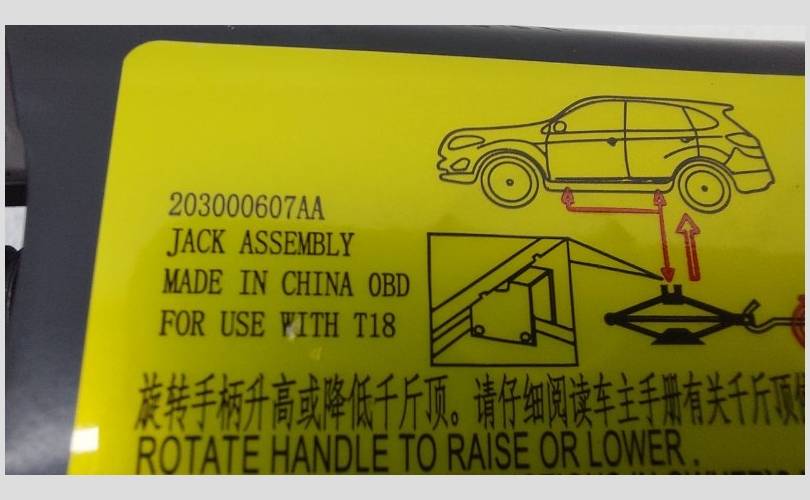 203000607AA
JACK ASSEMBLY
MADE IN CHINA OBD
FOR USE WITH T18
旋转手柄升高或降低千斤顶。请仔细阅读车主手册有关千斤顶
ROTATE HANDLE TO RAISE OR LOWER .